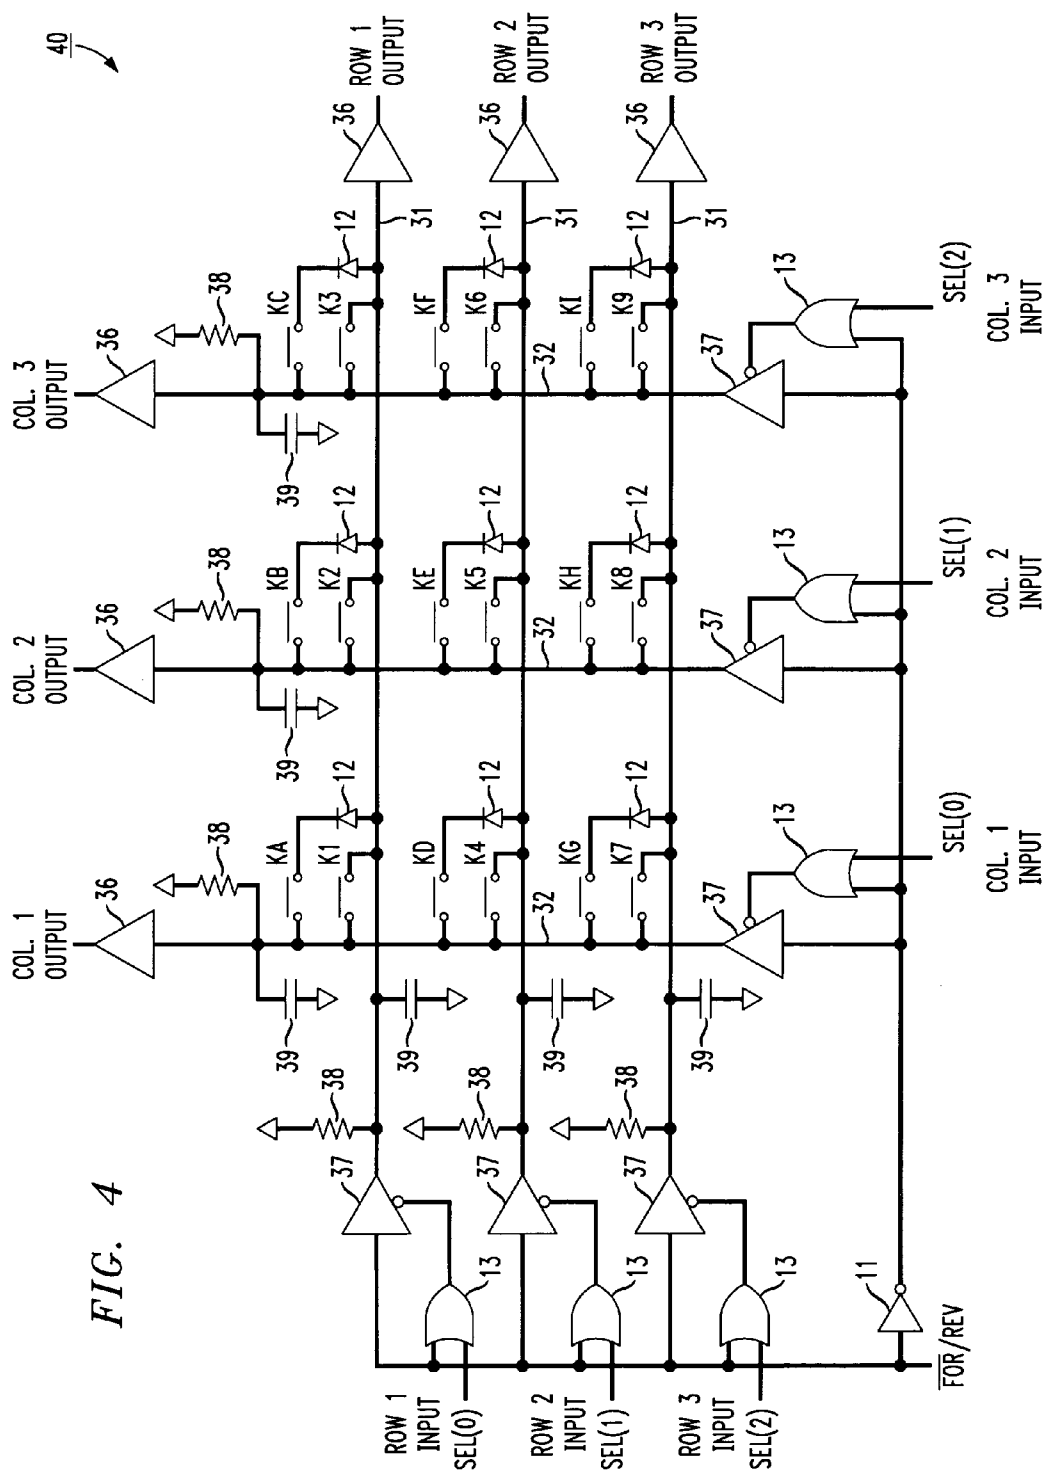 FIG. 4
40
COL. 1
OUTPUT
COL. 2
OUTPUT
COL. 3
OUTPUT
36
36
36
38
38
38
39
39
39
KA
K1
12
KB
K2
12
KC
K3
12
36
ROW 1
OUTPUT
31
38
37
39
KD
K4
12
KE
K5
12
KF
K6
12
36
ROW 2
OUTPUT
31
38
37
39
32
32
32
KG
K7
12
KH
K8
12
KI
K9
12
36
ROW 3
OUTPUT
31
38
37
39
13
13
13
ROW 1
INPUT
SEL(0)
ROW 2
INPUT
SEL(1)
ROW 3
INPUT
SEL(2)
37
13
37
13
37
13
11
FOR/REV
SEL(0)
COL. 1
INPUT
SEL(1)
COL. 2
INPUT
SEL(2)
COL. 3
INPUT